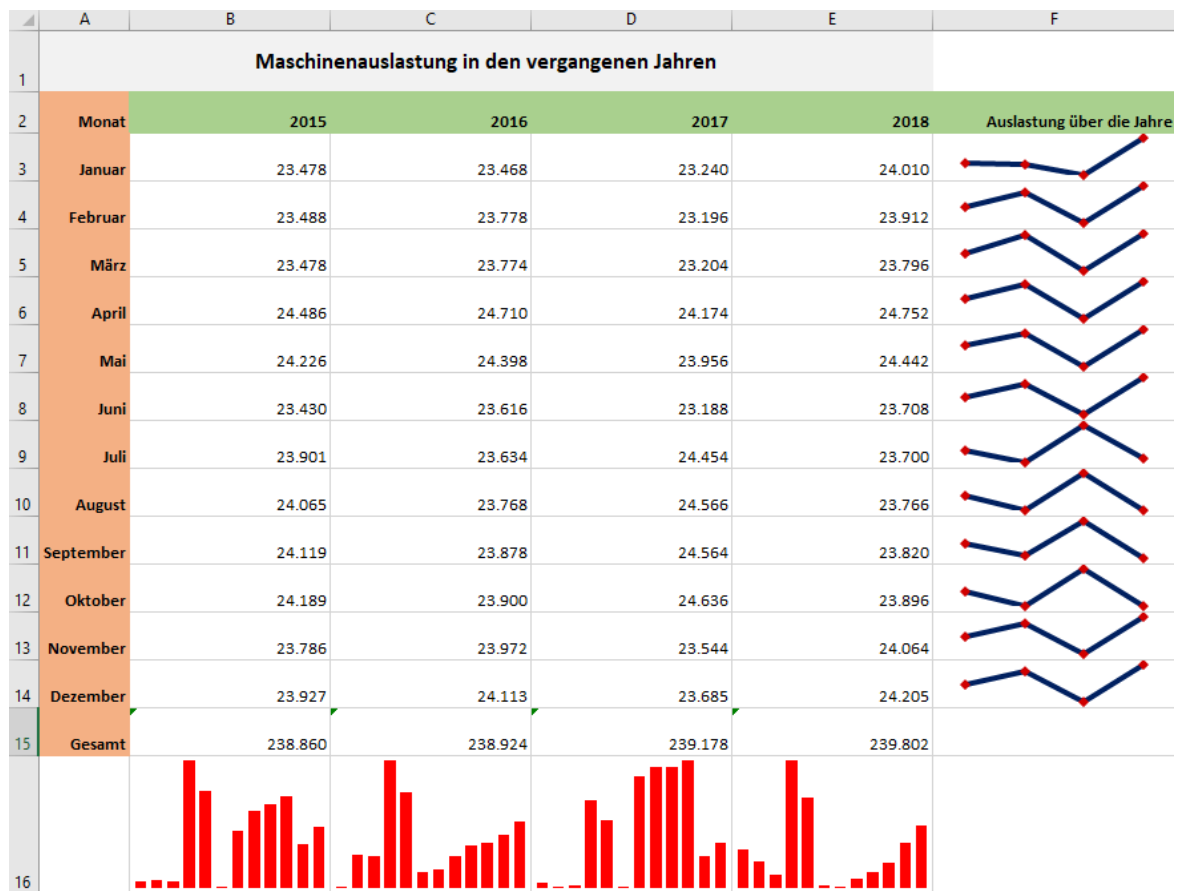 A B C D E F
1 Maschinenauslastung in den vergangenen Jahren
2 Monat 2015 2016 2017 2018 Auslastung über die Jahre
3 Januar 23.478 23.468 23.240 24.010
4 Februar 23.488 23.778 23.196 23.912
5 März 23.478 23.774 23.204 23.796
6 April 24.486 24.710 24.174 24.752
7 Mai 24.226 24.398 23.956 24.442
8 Juni 23.430 23.616 23.188 23.708
9 Juli 23.901 23.634 24.454 23.700
10 August 24.065 23.768 24.566 23.766
11 September 24.119 23.878 24.564 23.820
12 Oktober 24.189 23.900 24.636 23.896
13 November 23.786 23.972 23.544 24.064
14 Dezember 23.927 24.113 23.685 24.205
15 Gesamt 238.860 238.924 239.178 239.802
16